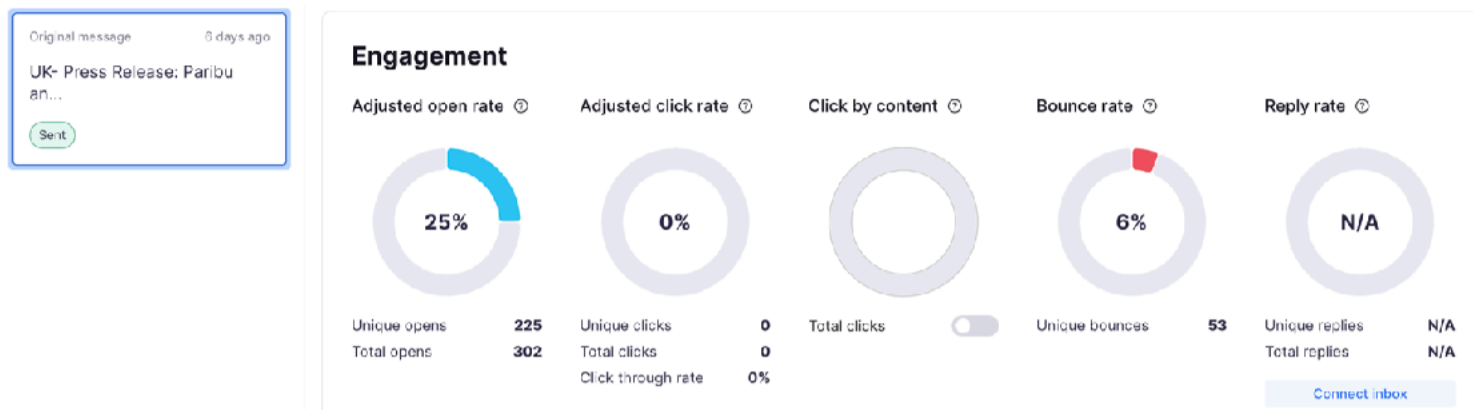 Original message 6 days ago
UK- Press Release: Paribu
an...
Sent
Engagement
Adjusted open rate
Adjusted click rate
Click by content
Bounce rate
Reply rate
25%
0%
6%
N/A
Unique opens 225
Total opens 302
Unique clicks 0
Total clicks 0
Click through rate 0%
Total clicks
Unique bounces 53
Unique replies N/A
Total replies N/A
Connect inbox